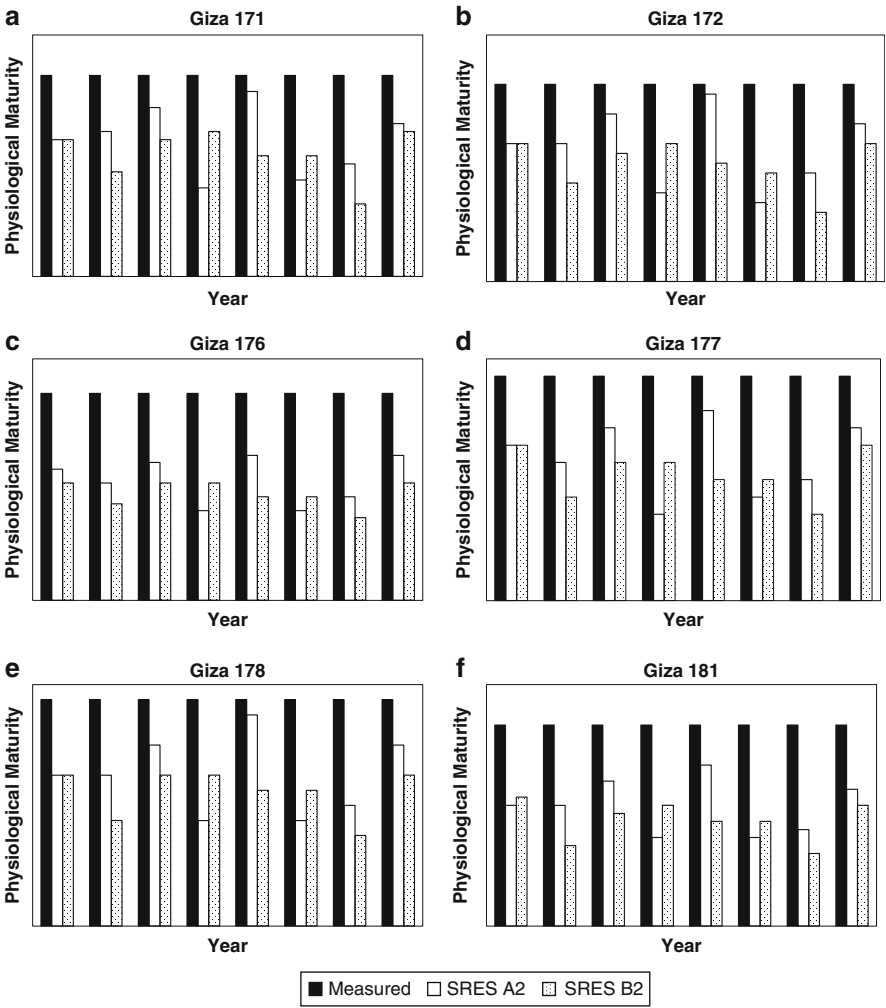 a
Giza 171
Physiological Maturity
Year
b
Giza 172
Physiological Maturity
Year
c
Giza 176
Physiological Maturity
Year
d
Giza 177
Physiological Maturity
Year
e
Giza 178
Physiological Maturity
Year
f
Giza 181
Physiological Maturity
Year
Measured SRES A2 SRES B2